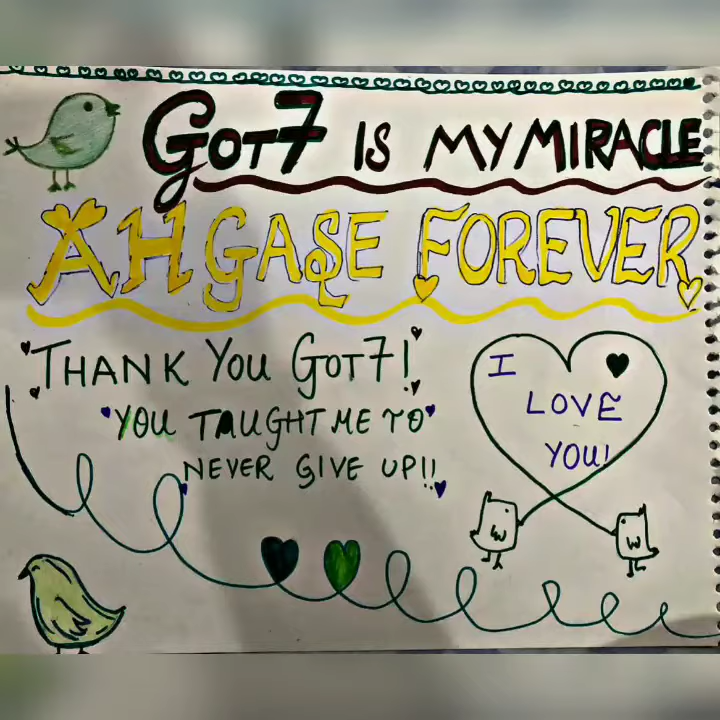 GOT7 IS MY MIRACLE
AHGASE FOREVER
THANK YOU GOT7!
YOU TAUGHT ME TO
NEVER GIVE UP!!
I
LOVE
YOU!